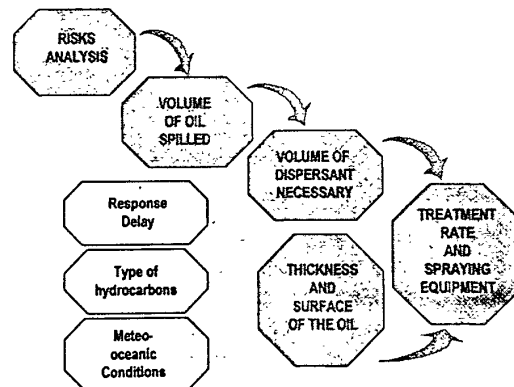 RISKS
ANALYSIS
VOLUME
OF OIL
SPILLED
VOLUME OF
DISPERSANT
NECESSARY
TREATMENT
RATE
AND
SPRAYING
EQUIPMENT
Response
Delay
Type of
hydrocarbons
Meteo-
oceanic
Conditions
THICKNESS
AND
SURFACE
OF THE OIL